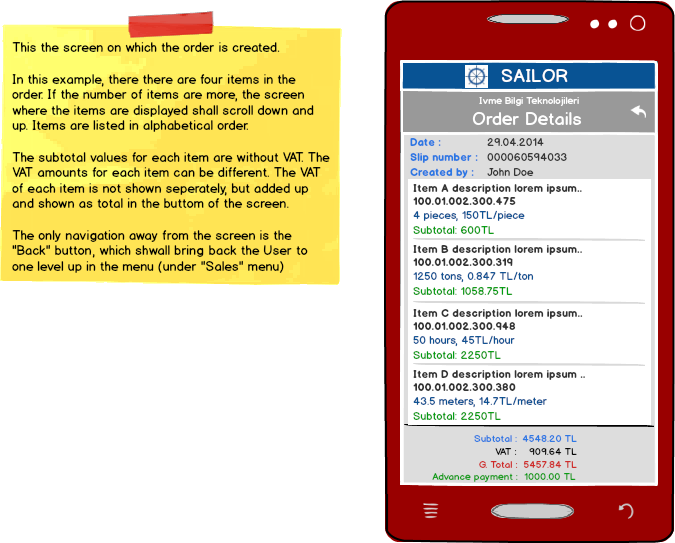 This the screen on which the order is created.
In this example, there there are four items in the
order. If the number of items are more, the screen
where the items are displayed shall scroll down and
up. Items are listed in alphabetical order.
The subtotal values for each item are without VAT. The
VAT amounts for each item can be different. The VAT
of each item is not shown seperately, but added up
and shown as total in the buttom of the screen.
The only navigation away from the screen is the
"Back" button, which shwall bring back the User to
one level up in the menu (under "Sales" menu)
SAILOR
Ivme Bilgi Teknolojileri
Order Details
Date : 29.04.2014
Slip number : 000060594033
Created by : John Doe
Item A description lorem ipsum..
100.01.002.300.475
4 pieces, 150TL/piece
Subtotal: 600TL
Item B description lorem ipsum..
100.01.002.300.319
1250 tons, 0.847 TL/ton
Subtotal: 1058.75TL
Item C description lorem ipsum..
100.01.002.300.948
50 hours, 45TL/hour
Subtotal: 2250TL
Item D description lorem ipsum ..
100.01.002.300.380
43.5 meters, 14.7TL/meter
Subtotal: 2250TL
Subtotal : 4548.20 TL
VAT : 909.64 TL
G. Total : 5457.84 TL
Advance payment : 1000.00 TL